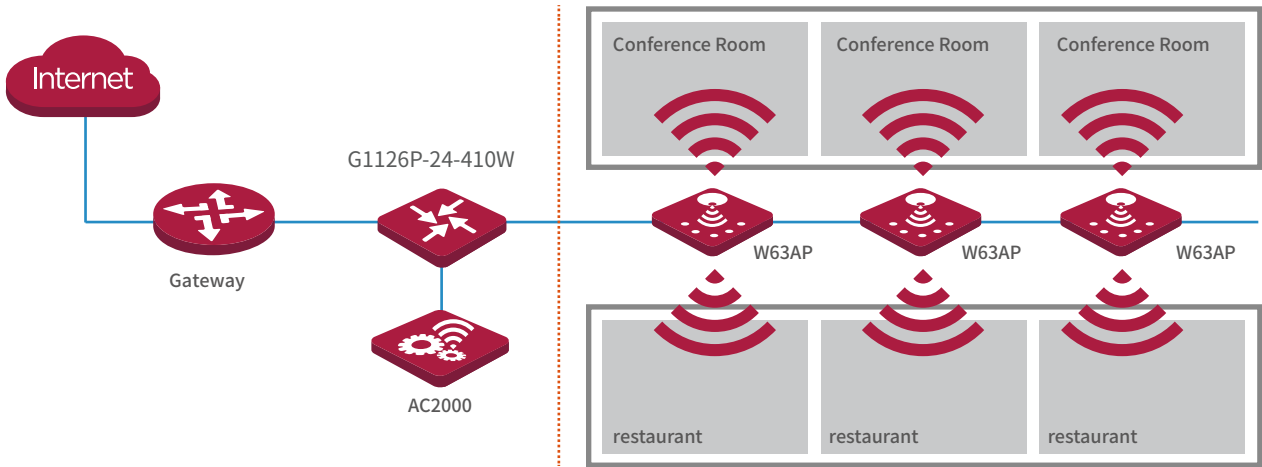 Internet
Gateway
G1126P-24-410W
AC2000
Conference Room
Conference Room
Conference Room
W63AP
W63AP
W63AP
restaurant
restaurant
restaurant